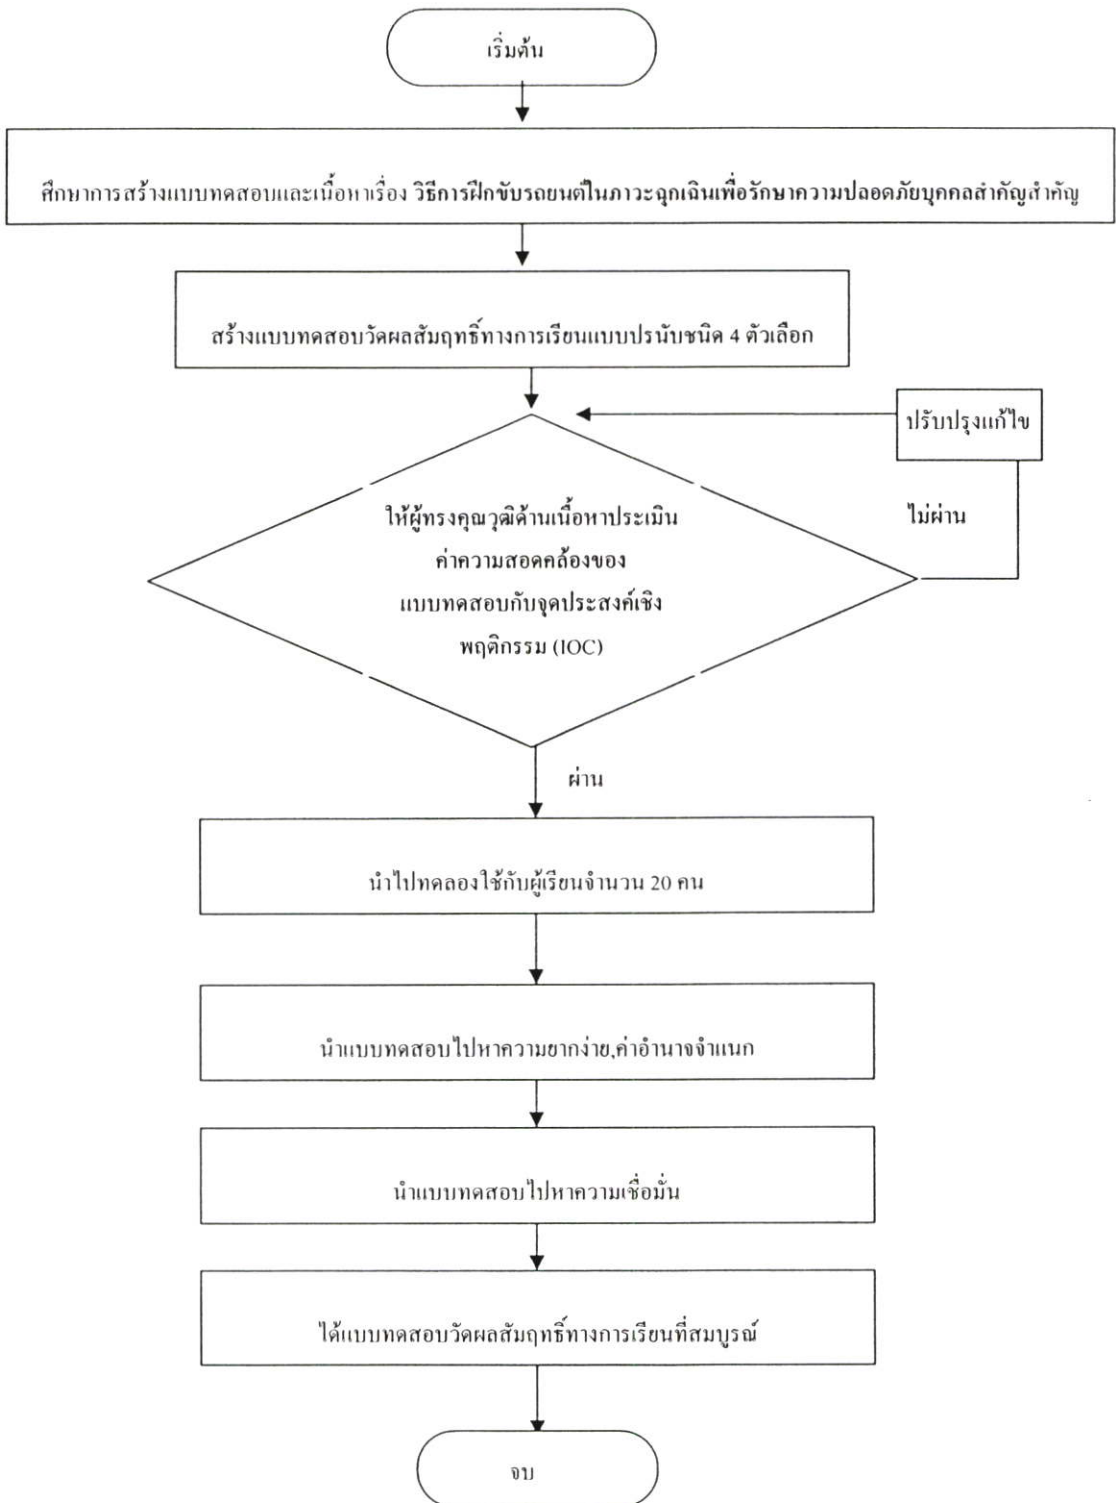 เริ่มต้น
ศึกษาการสร้างแบบทดสอบและเนื้อหาเรื่อง วิธีการฝึกขับรถยนต์ในภาวะฉุกเฉินเพื่อรักษาความปลอดภัยบุคคลสำคัญสำคัญ
สร้างแบบทดสอบวัดผลสัมฤทธิ์ทางการเรียนแบบปรนับชนิด 4 ตัวเลือก
ปรับปรุงแก้ไข
ไม่ผ่าน
ให้ผู้ทรงคุณวุฒิด้านเนื้อหาประเมิน
ค่าความสอดคล้องของ
แบบทดสอบกับจุดประสงค์เชิง
พฤติกรรม (IOC)
ผ่าน
นำไปทดลองใช้กับผู้เรียนจำนวน 20 คน
นำแบบทดสอบไปหาความยากง่าย,ค่าอำนาจจำแนก
นำแบบทดสอบไปหาความเชื่อมั่น
ได้แบบทดสอบวัดผลสัมฤทธิ์ทางการเรียนที่สมบูรณ์
จบ